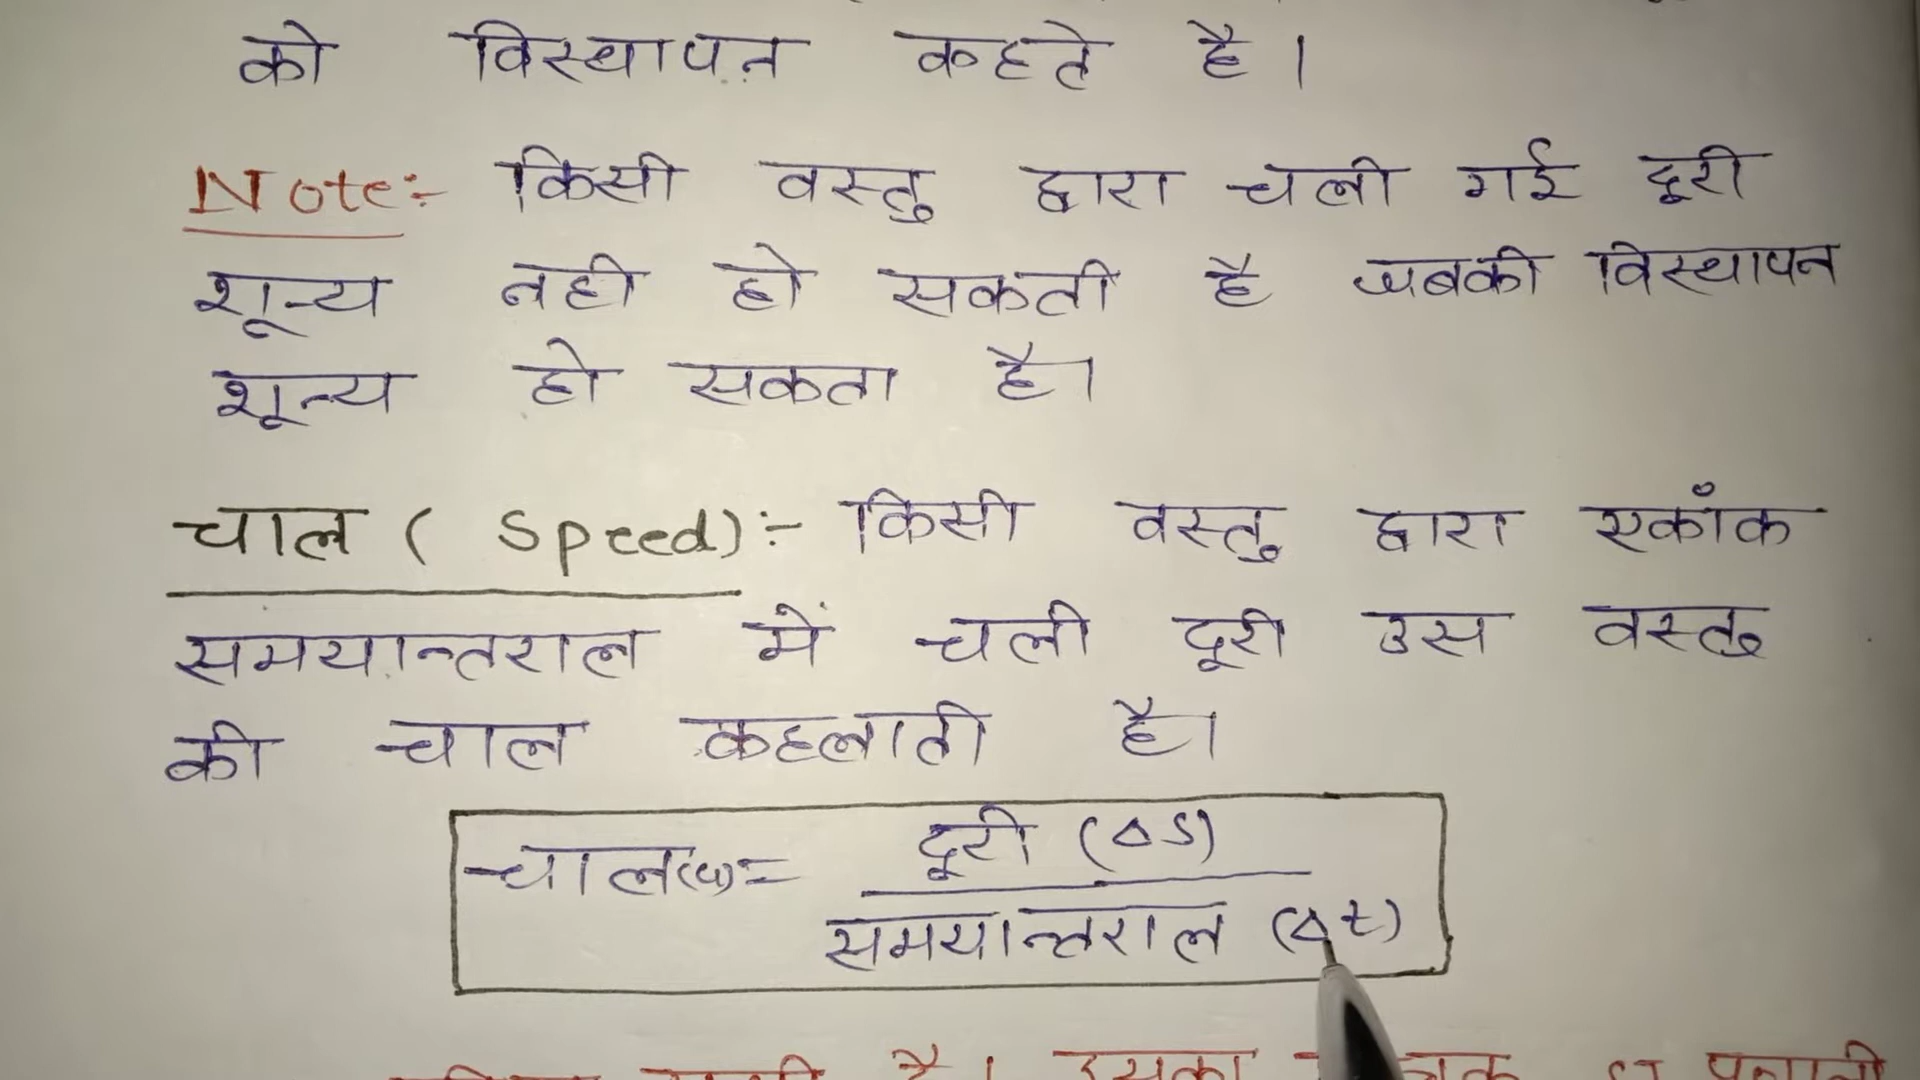 को विस्थापन कहते है।
Note:- किसी वस्तु द्वारा चली गई दूरी
शून्य नही हो सकती है जबकी विस्थापन
शून्य हो सकता है।
चाल ( Speed):- किसी वस्तु द्वारा एकाँक
समयान्तराल में चली दूरी उस वस्तु
की चाल कहलाती है।
चाल(v)= दूरी (ΔS)
समयान्तराल (Δt)
है। उसका